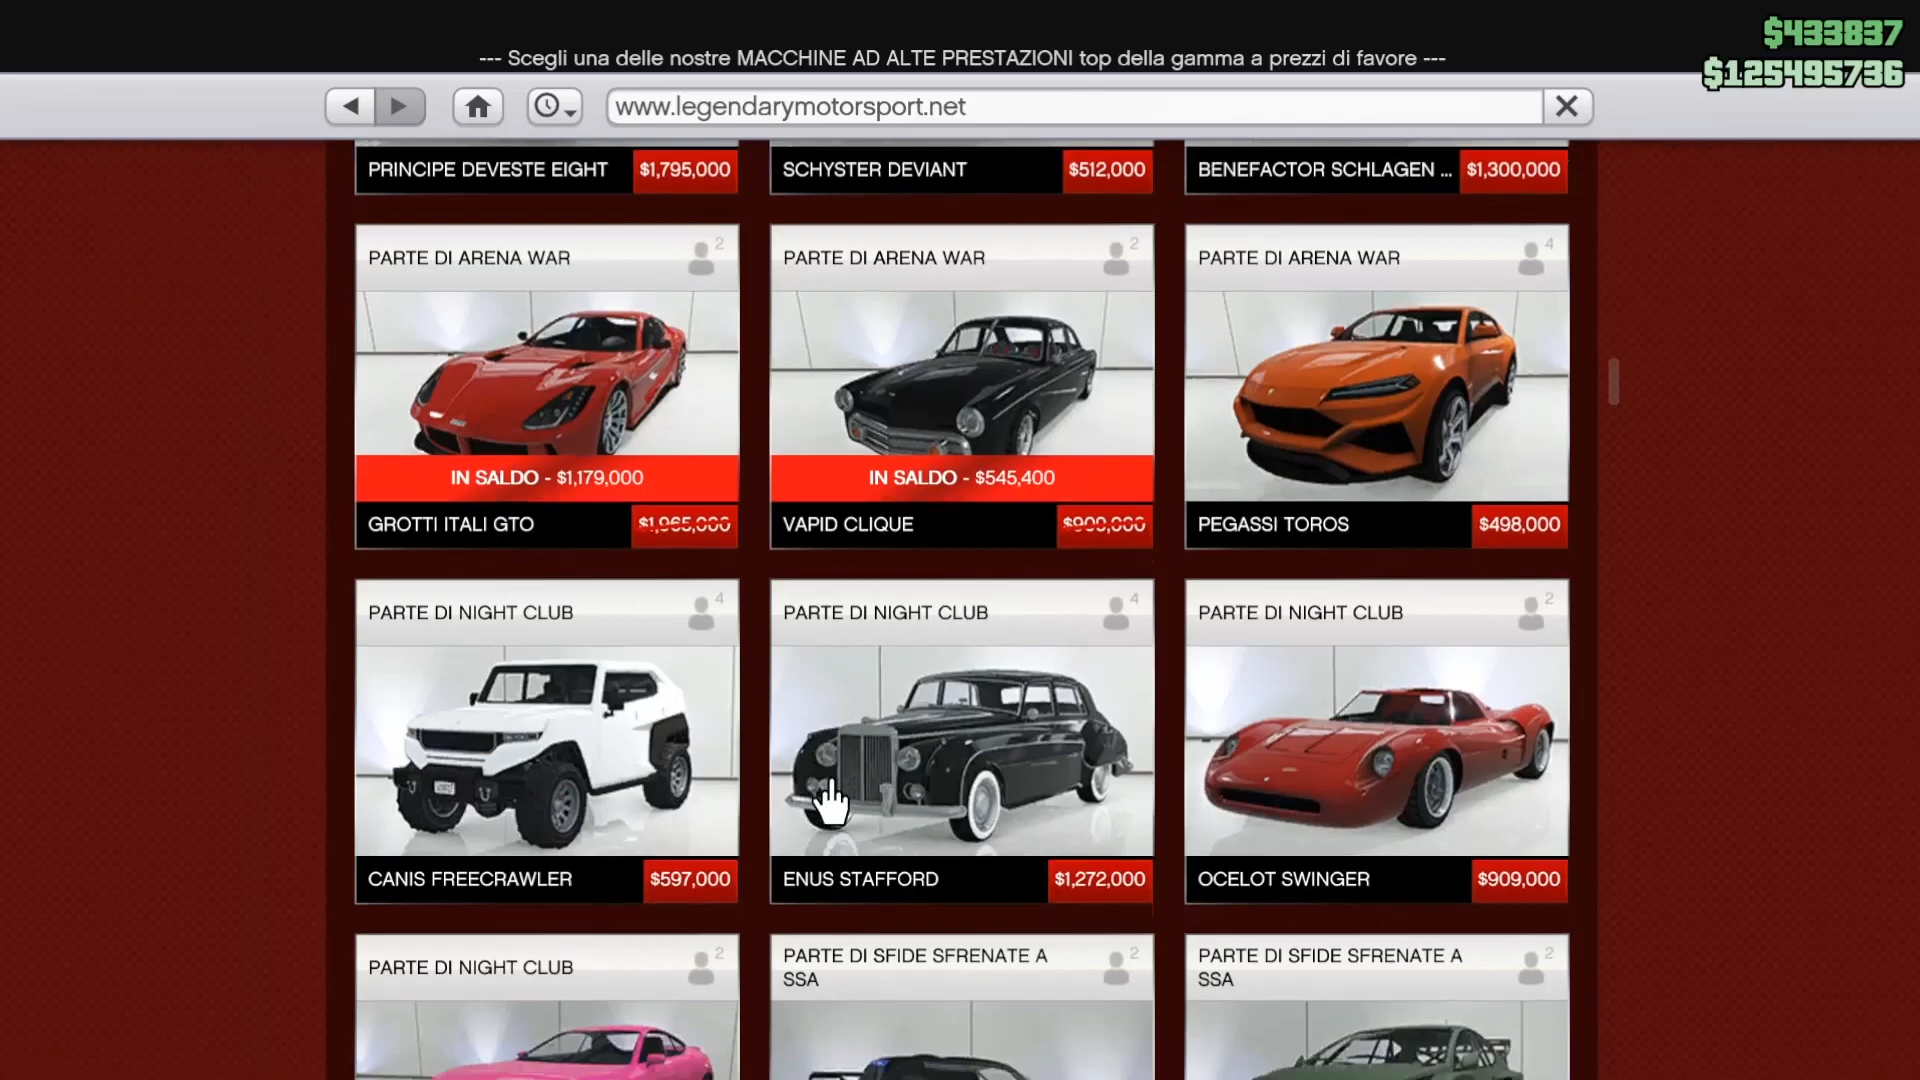 $433837
--- Scegli una delle nostre MACCHINE AD ALTE PRESTAZIONI top della gamma a prezzi di favore ---
$125495736
www.legendarymotorsport.net
PRINCIPE DEVESTE EIGHT $1,795,000
SCHYSTER DEVIANT $512,000
BENEFACTOR SCHLAGEN ... $1,300,000
PARTE DI ARENA WAR 2
PARTE DI ARENA WAR 2
PARTE DI ARENA WAR 4
IN SALDO - $1,179,000
IN SALDO - $545,400
GROTTI ITALI GTO $1,965,000
VAPID CLIQUE $909,000
PEGASSI TOROS $498,000
PARTE DI NIGHT CLUB 4
PARTE DI NIGHT CLUB 4
PARTE DI NIGHT CLUB 2
CANIS FREECRAWLER $597,000
ENUS STAFFORD $1,272,000
OCELOT SWINGER $909,000
PARTE DI NIGHT CLUB 2
PARTE DI SFIDE SFRENATE A 2
SSA
PARTE DI SFIDE SFRENATE A 2
SSA